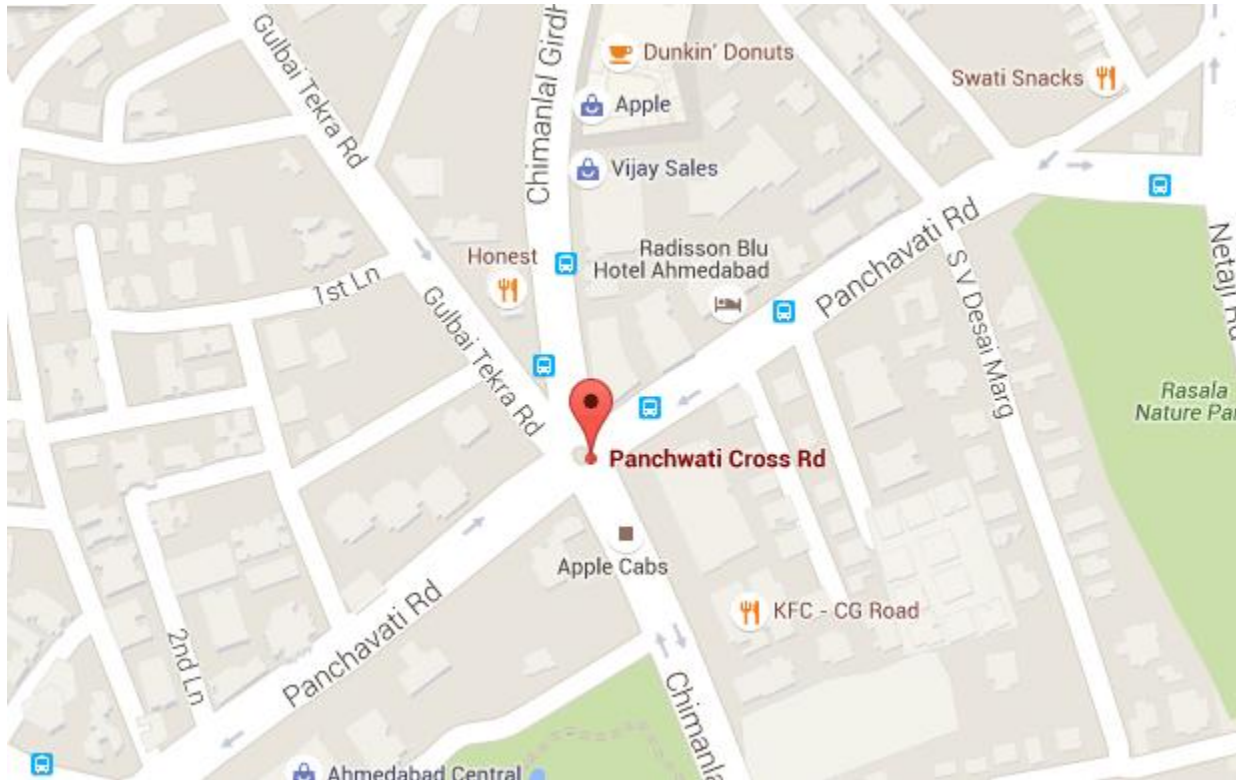 Gulbai Tekra Rd
Chimanlal Girdh
Dunkin' Donuts
Apple
Vijay Sales
Swati Snacks
Honest
Radisson Blu
Hotel Ahmedabad
Panchavati Rd
Netaji Rd
1st Ln
Gulbai Tekra Rd
S V Desai Marg
Rasala
Nature Par
Panchwati Cross Rd
Apple Cabs
KFC - CG Road
Panchavati Rd
2nd Ln
Chimanla
Ahmedabad Central